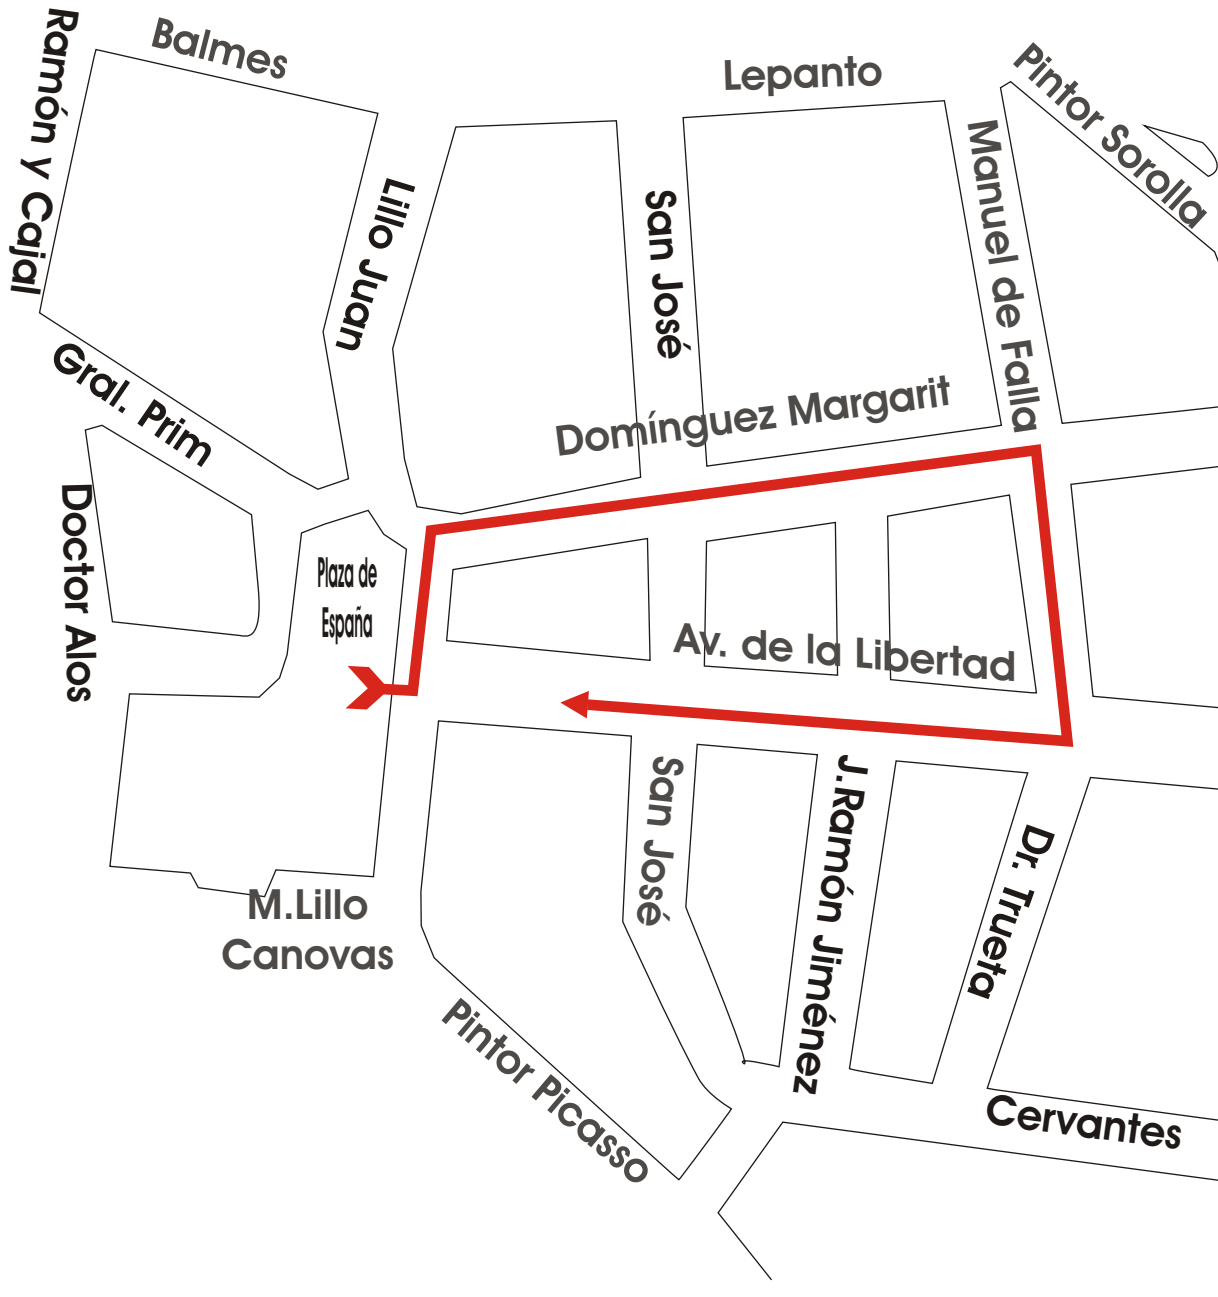 Balmes
Ramón y Cajal
Lepanto
Pintor Sorolla
Manuel de Falla
Lillo Juan
San José
Gral. Prim
Domínguez Margarit
Doctor Alos
Plaza de
España
Av. de la Libertad
San José
J.Ramón Jiménez
Dr. Trueta
M.Lillo
Canovas
Pintor Picasso
Cervantes